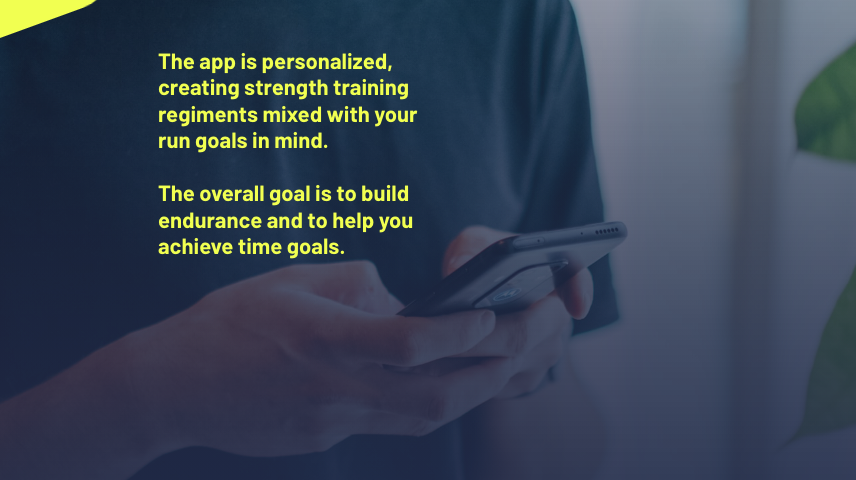 The app is personalized,
creating strength training
regiments mixed with your
run goals in mind.
The overall goal is to build
endurance and to help you
achieve time goals.